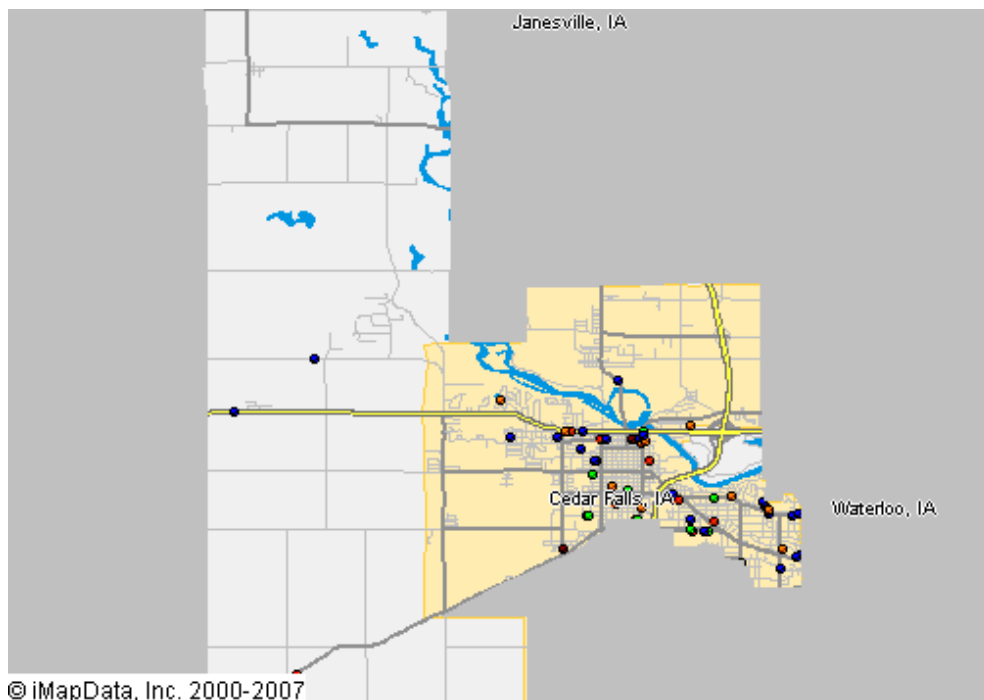 Janesville, IA
Cedar Falls, IA
Waterloo, IA
© iMapData, Inc. 2000-2007